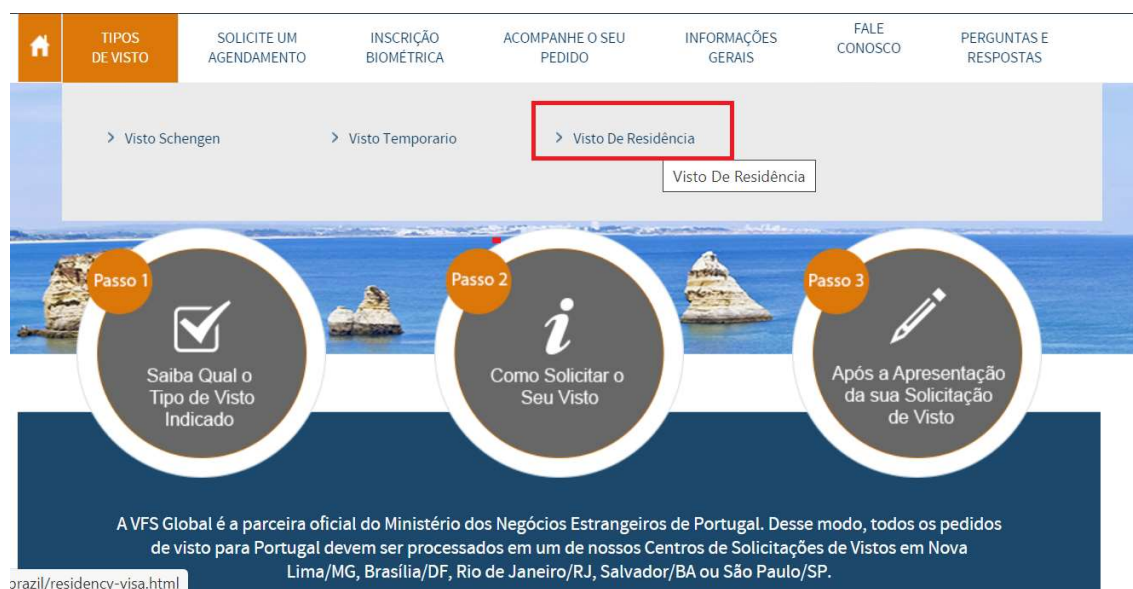 TIPOS
DE VISTO
SOLICITE UM
AGENDAMENTO
INSCRIÇÃO
BIOMÉTRICA
ACOMPANHE O SEU
PEDIDO
INFORMAÇÕES
GERAIS
FALE
CONOSCO
PERGUNTAS E
RESPOSTAS
> Visto Schengen
> Visto Temporario
> Visto De Residência
Visto De Residência
Passo 1
Saiba Qual o
Tipo de Visto
Indicado
Passo 2
Como Solicitar o
Seu Visto
Passo 3
Após a Apresentação
da sua Solicitação
de Visto
A VFS Global é a parceira oficial do Ministério dos Negócios Estrangeiros de Portugal. Desse modo, todos os pedidos
de visto para Portugal devem ser processados em um de nossos Centros de Solicitações de Vistos em Nova
Lima/MG, Brasília/DF, Rio de Janeiro/RJ, Salvador/BA ou São Paulo/SP.
brazil/residency-visa.html